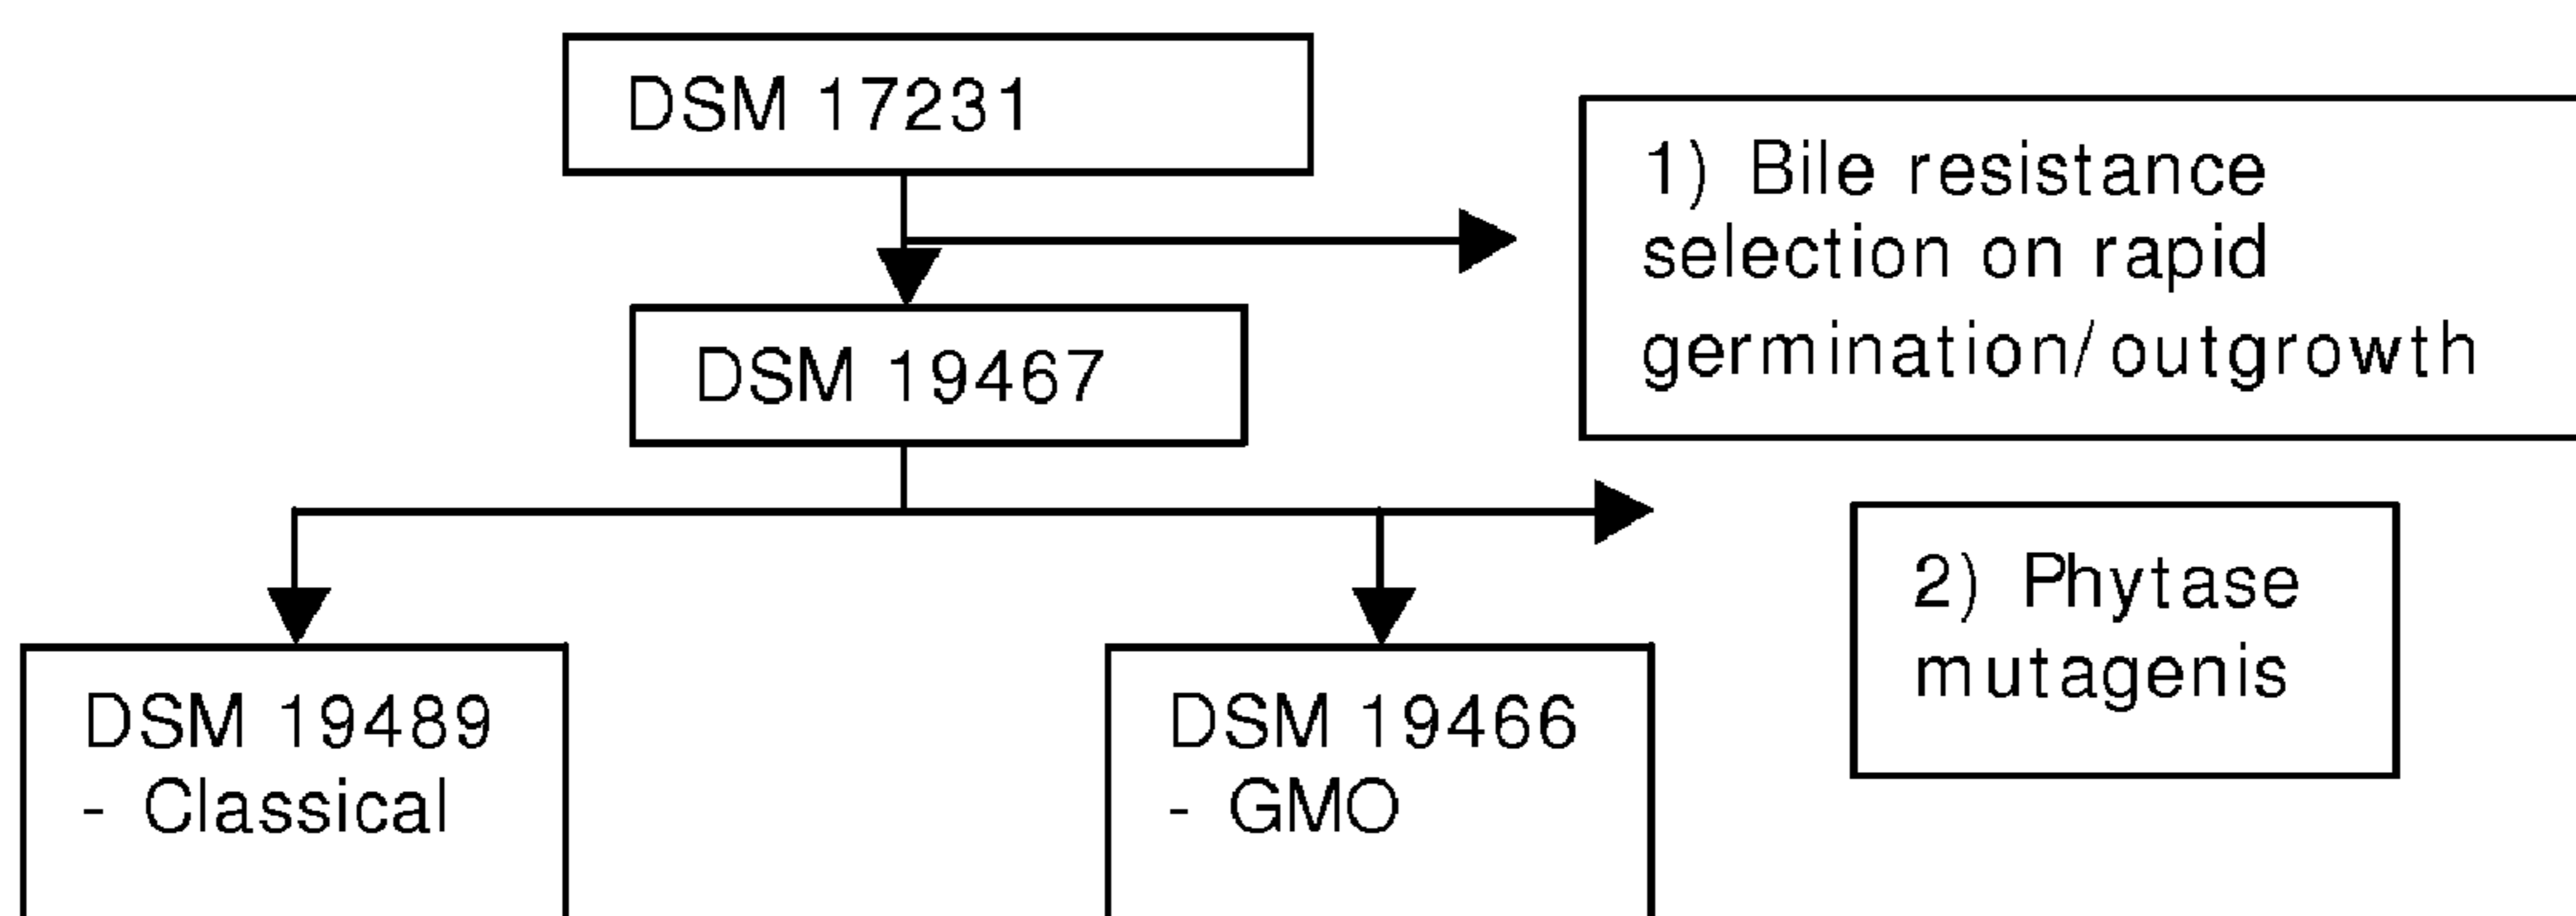 DSM 17231
1) Bile resistance
selection on rapid
germination/outgrowth
DSM 19467
2) Phytase
mutagenis
DSM 19489
- Classical
DSM 19466
- GMO